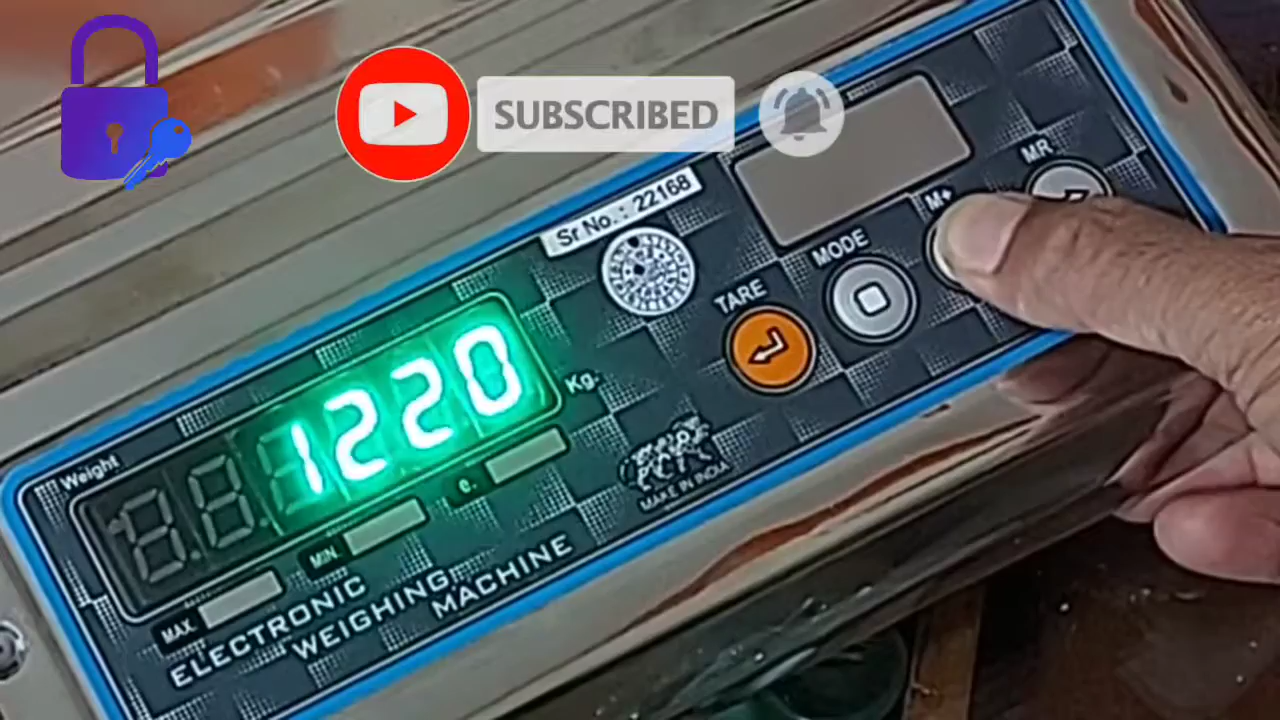 SUBSCRIBED
Sr No.: 22168
MR
M+
MODE
TARE
1220
Kg.
Weight
e.
MIN.
MAX.
MAKE IN INDIA
ELECTRONIC
WEIGHING
MACHINE